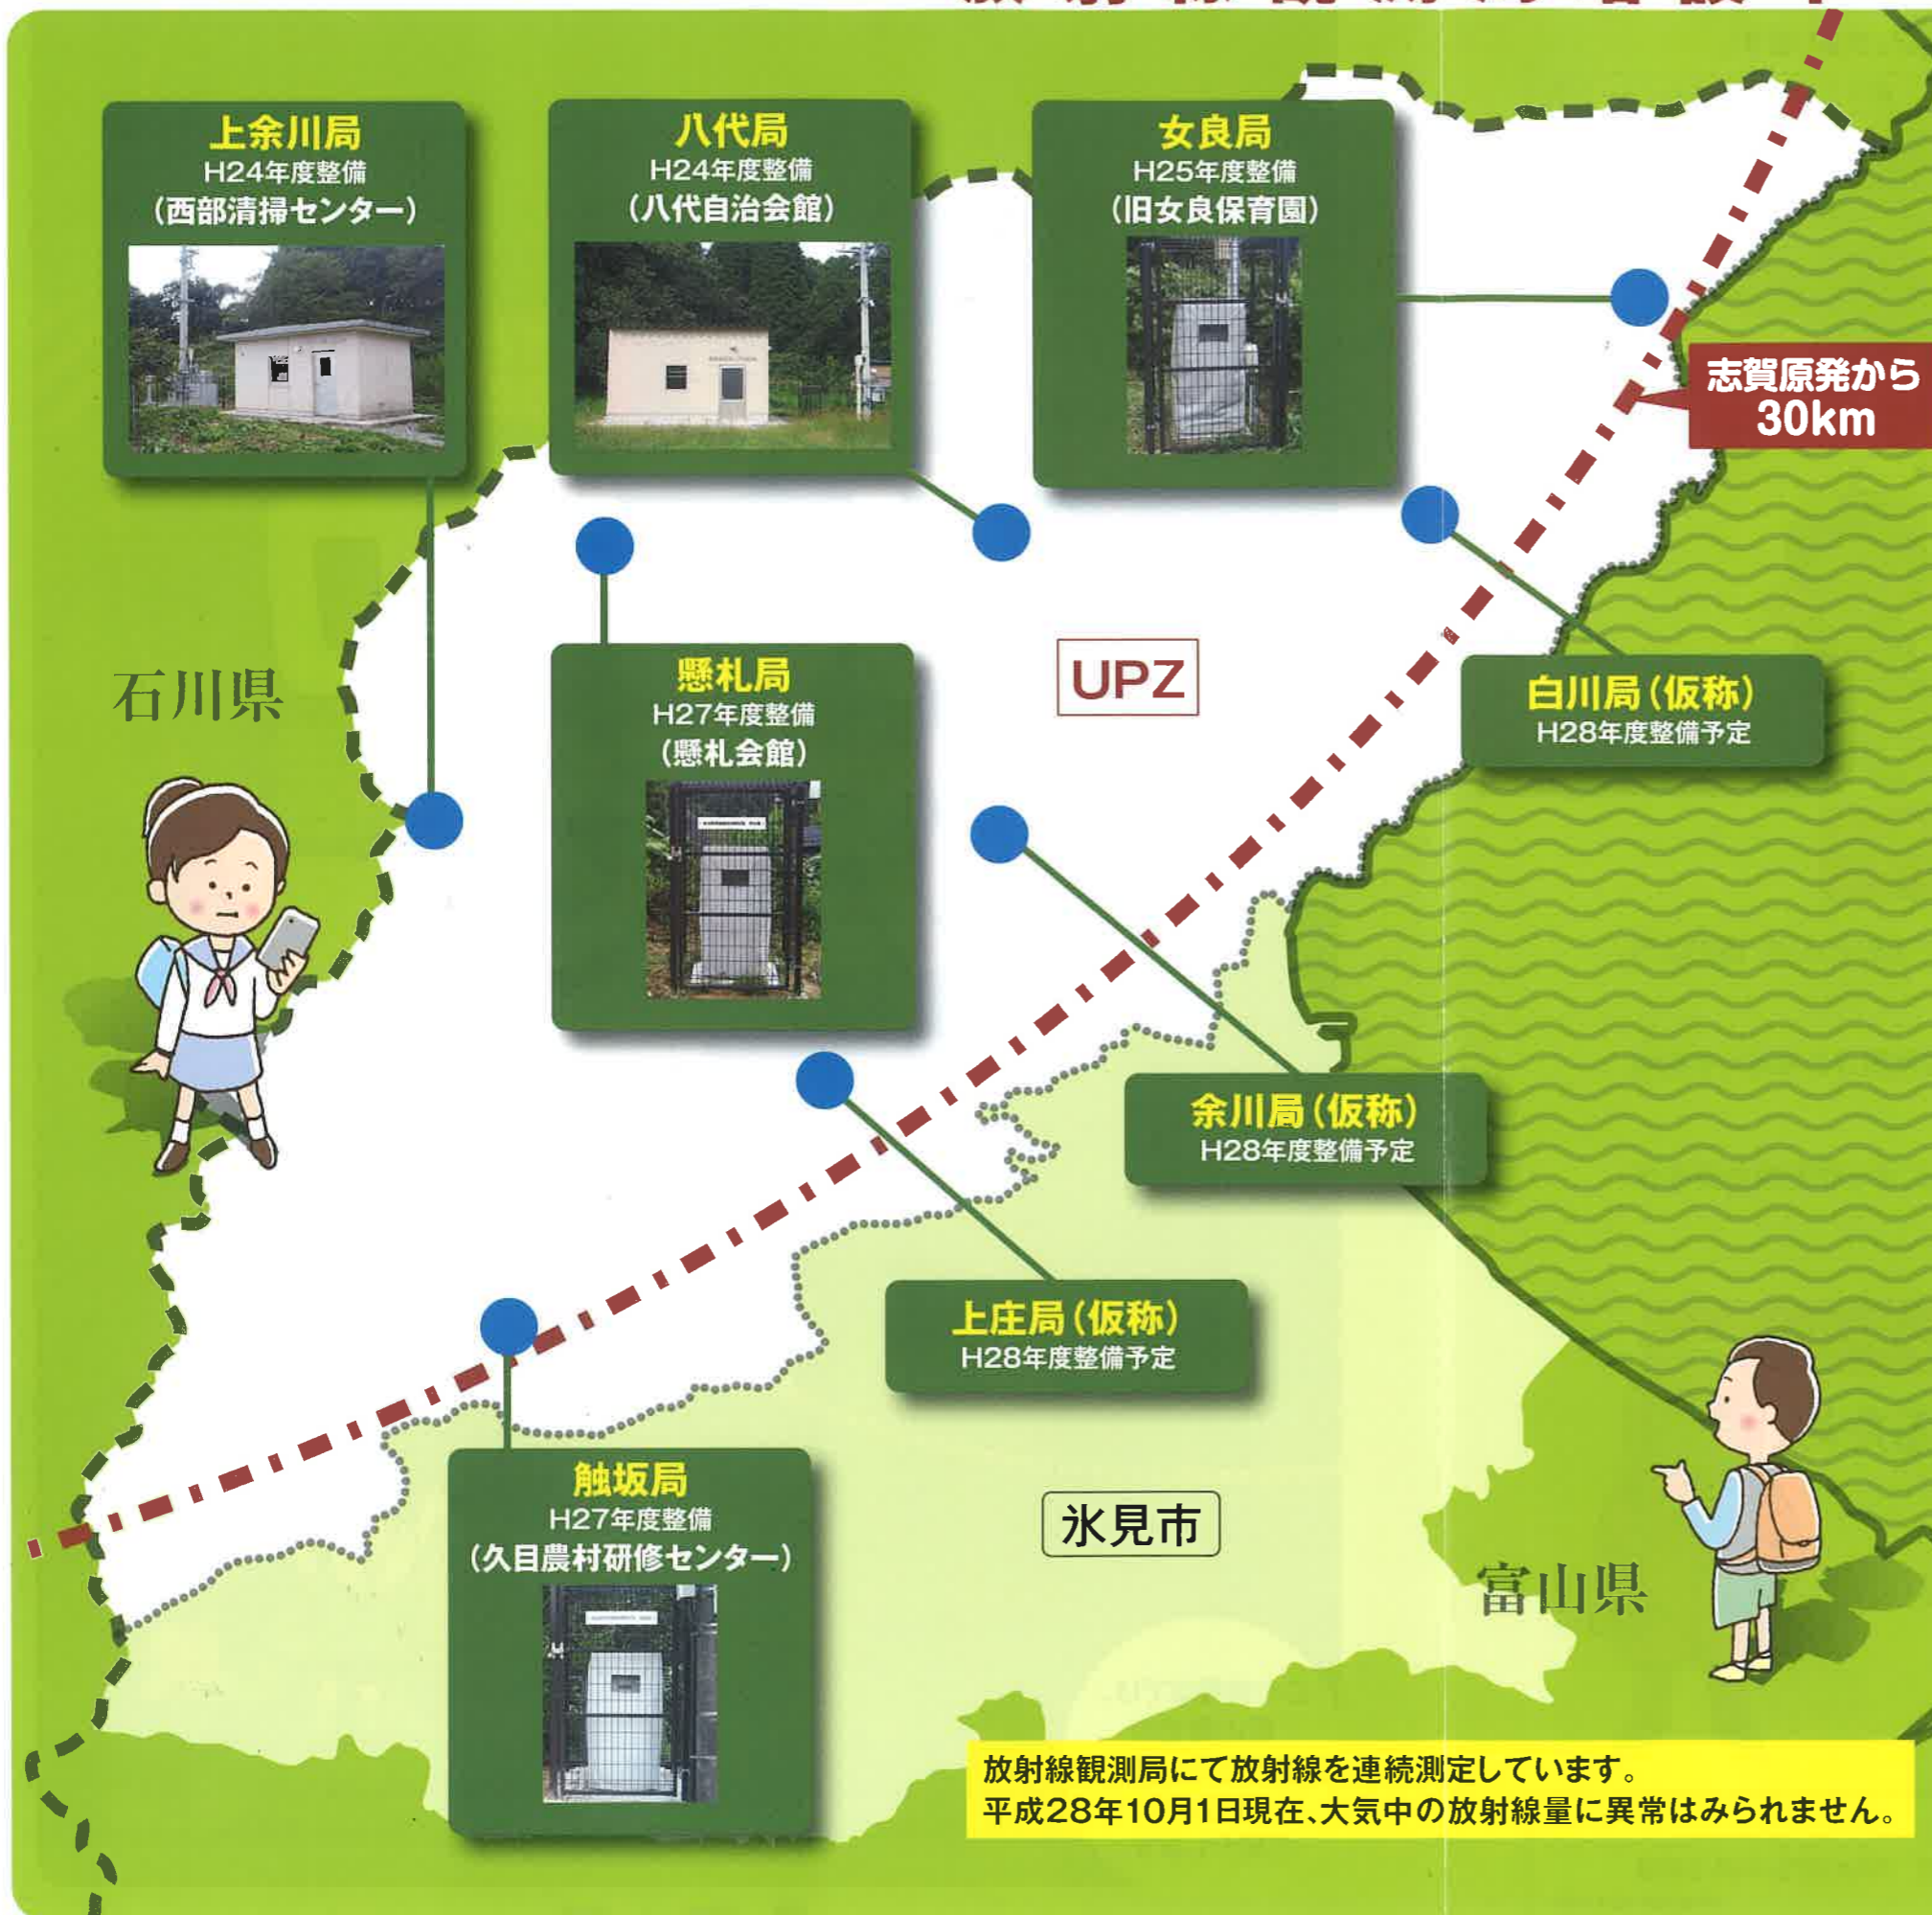 上余川局
H24年度整備
(西部清掃センター)
八代局
H24年度整備
(八代自治会館)
女良局
H25年度整備
(旧女良保育園)
志賀原発から
30km
石川県
懸札局
H27年度整備
(懸札会館)
UPZ
白川局(仮称)
H28年度整備予定
余川局(仮称)
H28年度整備予定
上庄局(仮称)
H28年度整備予定
触坂局
H27年度整備
(久目農村研修センター)
氷見市
富山県
放射線観測局にて放射線を連続測定しています。
平成28年10月1日現在、大気中の放射線量に異常はみられません。